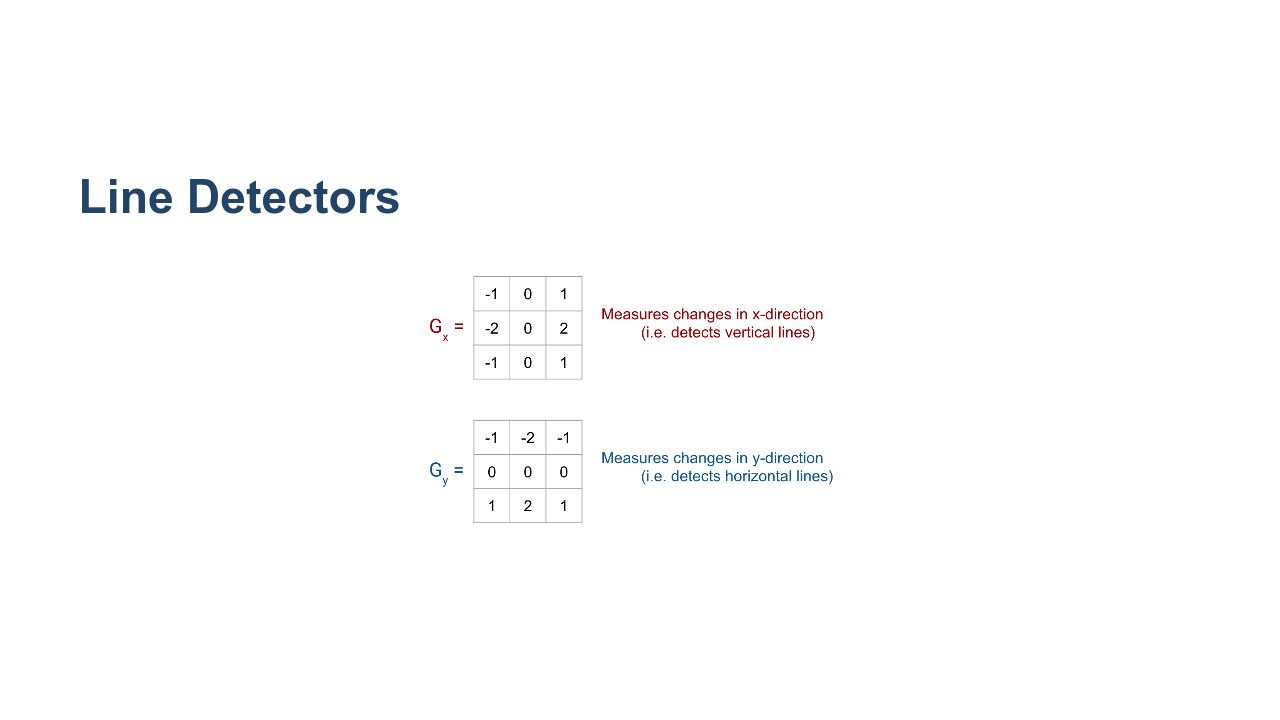 Line Detectors
-1 0 1
Gx = -2 0 2
-1 0 1
Measures changes in x-direction
(i.e. detects vertical lines)
-1 -2 -1
Gy = 0 0 0
1 2 1
Measures changes in y-direction
(i.e. detects horizontal lines)